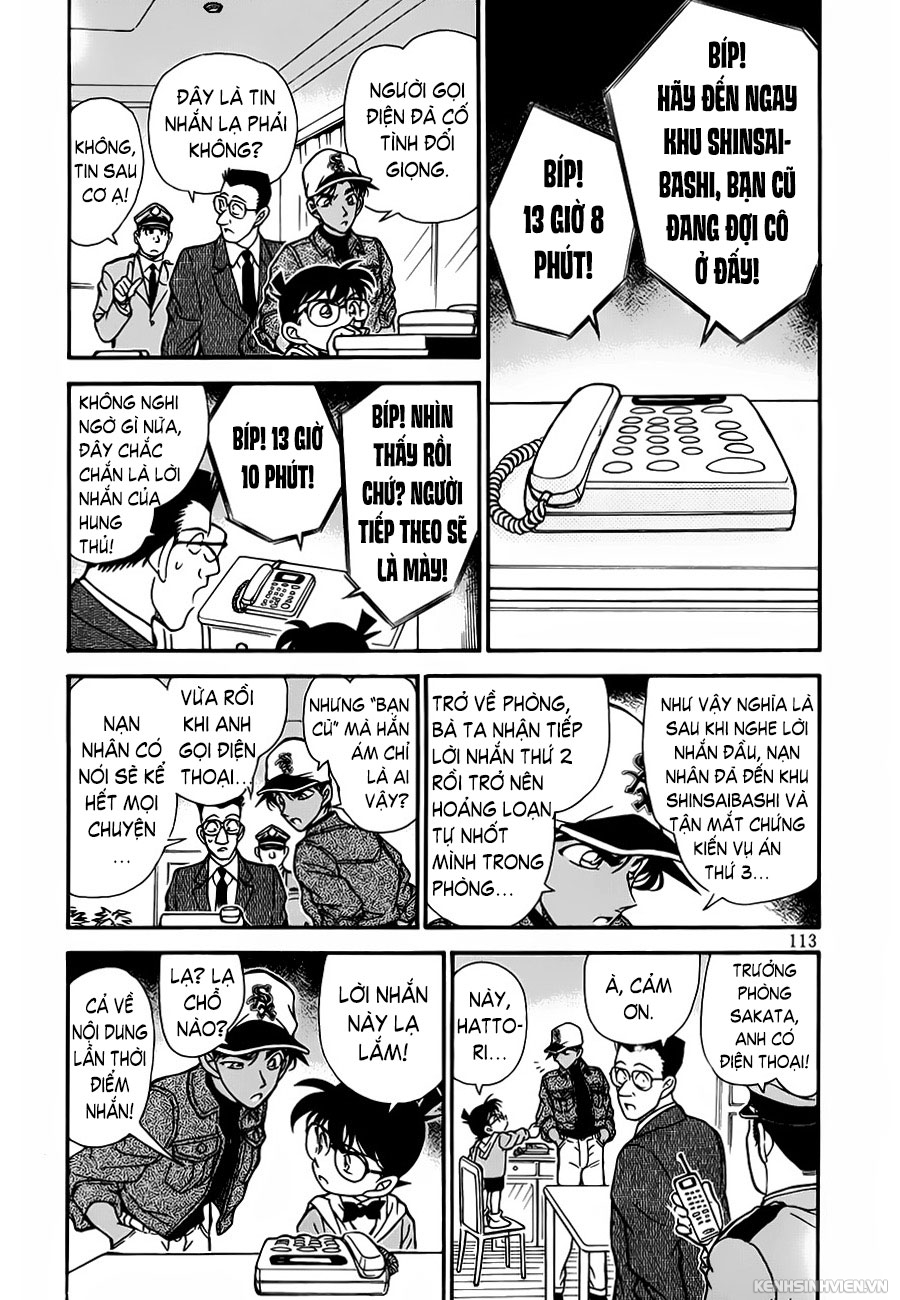 BÍP!
HÃY ĐẾN NGAY
KHU SHINSAI-
BASHI, BẠN CŨ
ĐANG ĐỢI CÔ
Ở ĐẤY!
BÍP!
13 GIỜ 8
PHÚT!
NGƯỜI GỌI
ĐIỆN ĐÃ CỐ
TÌNH ĐỔI
GIỌNG.
ĐÂY LÀ TIN
NHẮN LẠ PHẢI
KHÔNG?
KHÔNG,
TIN SAU
CƠ Ạ!
BÍP! NHÌN
THẤY RỒI
CHỨ? NGƯỜI
TIẾP THEO SẼ
LÀ MÀY!
BÍP! 13 GIỜ
10 PHÚT!
KHÔNG NGHI
NGỜ GÌ NỮA,
ĐÂY CHẮC
CHẮN LÀ LỜI
NHẮN CỦA
HUNG
THỦ!
NHƯ VẬY NGHĨA LÀ
SAU KHI NGHE LỜI
NHẮN ĐẦU, NẠN
NHÂN ĐÃ ĐẾN KHU
SHINSAIBASHI VÀ
TẬN MẮT CHỨNG
KIẾN VỤ ÁN
THỨ 3...
TRỞ VỀ PHÒNG,
BÀ TA NHẬN TIẾP
LỜI NHẮN THỨ 2
RỒI TRỞ NÊN
HOẢNG LOẠN
TỰ NHỐT
MÌNH TRONG
PHÒNG...
NHƯNG “BẠN
CŨ” MÀ HẮN
ÁM CHỈ
LÀ AI
VẬY?
VỪA RỒI
KHI ANH
GỌI ĐIỆN
THOẠI...
NẠN
NHÂN CÓ
NÓI SẼ KỂ
HẾT MỌI
CHUYỆN
...
113
TRƯỞNG
PHÒNG
SAKATA,
ANH CÓ
ĐIỆN THOẠI!
À, CẢM
ƠN.
NÀY,
HATTO-
RI...
LỜI NHẮN
NÀY LẠ
LẮM!
LẠ? LẠ
CHỖ
NÀO?
CẢ VỀ
NỘI DUNG
LẪN THỜI
ĐIỂM
NHẮN!
KENHSINHVIEN.VN